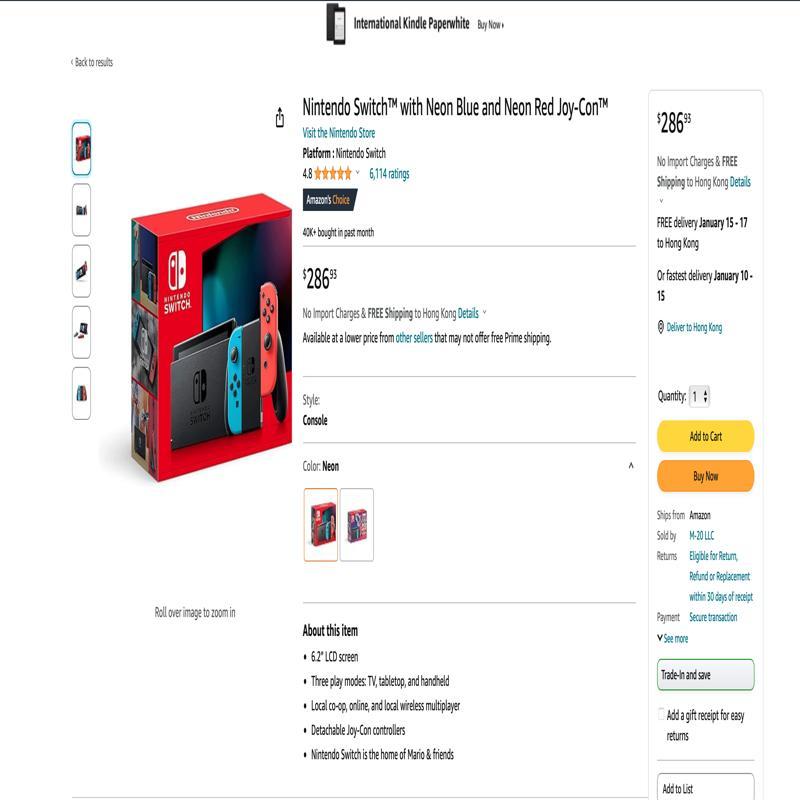 International Kindle Paperwhite Buy Now ▸
‹ Back to results
Nintendo Switch™ with Neon Blue and Neon Red Joy‑Con™
Visit the Nintendo Store
Platform : Nintendo Switch
4.8 6,114 ratings
Amazon's Choice
40K+ bought in past month
$286.93
No Import Charges & FREE Shipping to Hong Kong Details
Available at a lower price from other sellers that may not offer free Prime shipping.
Style:
Console
Color: Neon
Nintendo
NINTENDO
SWITCH
NINTENDO
SWITCH
Roll over image to zoom in
About this item
• 6.2" LCD screen
• Three play modes: TV, tabletop, and handheld
• Local co-op, online, and local wireless multiplayer
• Detachable Joy-Con controllers
• Nintendo Switch is the home of Mario & friends
$286.93
No Import Charges & FREE
Shipping to Hong Kong Details
FREE delivery January 15 - 17
to Hong Kong
Or fastest delivery January 10 -
15
Deliver to Hong Kong
Quantity: 1
Add to Cart
Buy Now
Ships from Amazon
Sold by M-20 LLC
Returns Eligible for Return,
Refund or Replacement
within 30 days of receipt
Payment Secure transaction
See more
Trade-In and save
Add a gift receipt for easy
returns
Add to List